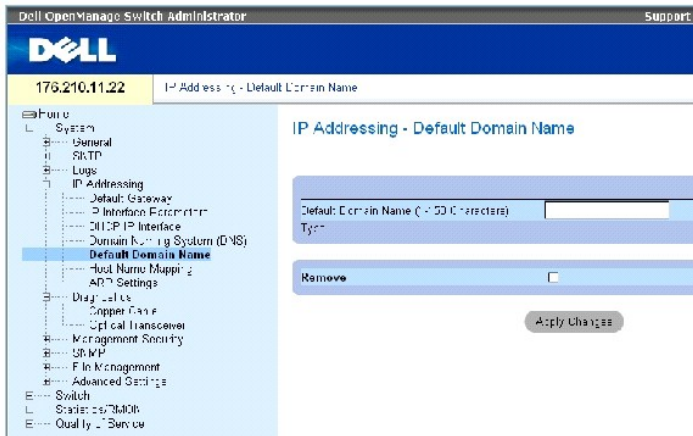 Dell OpenManage Switch Administrator
Support
DELL
176.210.11.22
IP Addressing - Default Domain Name
Home
System
General
SNTP
Logs
IP Addressing
Default Gateway
IP Interface Parameters
DHCP IP Interface
Domain Naming System (DNS)
Default Domain Name
Host Name Mapping
ARP Settings
Diagnostics
Copper Cable
Optical Transceiver
Management Security
SNMP
File Management
Advanced Settings
Switch
Statistics/RMON
Quality of Service
IP Addressing - Default Domain Name
Default Domain Name (1-158 Characters)
Type
Remove
Apply Changes